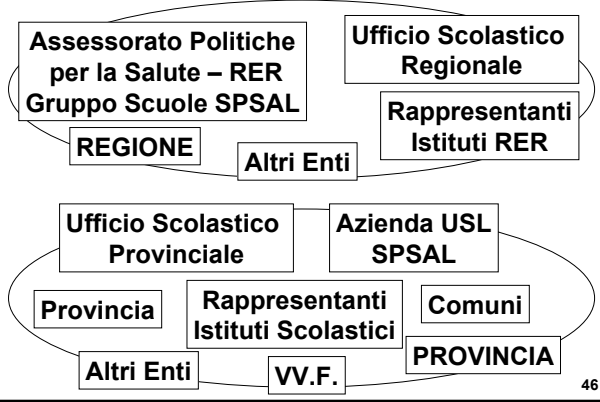 Assessorato Politiche
per la Salute – RER
Gruppo Scuole SPSAL
Ufficio Scolastico
Regionale
Rappresentanti
Istituti RER
REGIONE
Altri Enti
Ufficio Scolastico
Provinciale
Azienda USL
SPSAL
Provincia
Rappresentanti
Istituti Scolastici
Comuni
PROVINCIA
Altri Enti
VV.F.
46